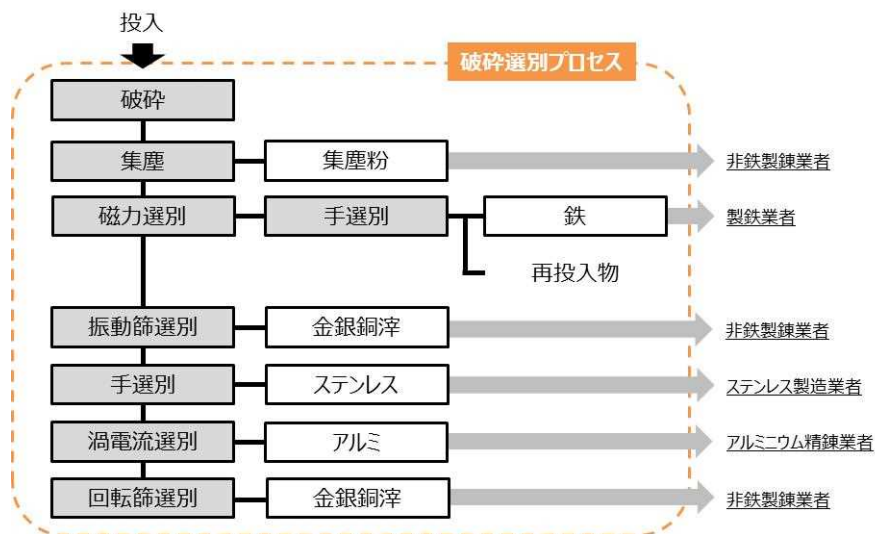 投入
破砕選別プロセス
破砕
集塵
集塵粉
非鉄製錬業者
磁力選別
手選別
鉄
製鉄業者
再投入物
振動篩選別
金銀銅滓
非鉄製錬業者
手選別
ステンレス
ステンレス製造業者
渦電流選別
アルミ
アルミニウム精錬業者
回転篩選別
金銀銅滓
非鉄製錬業者